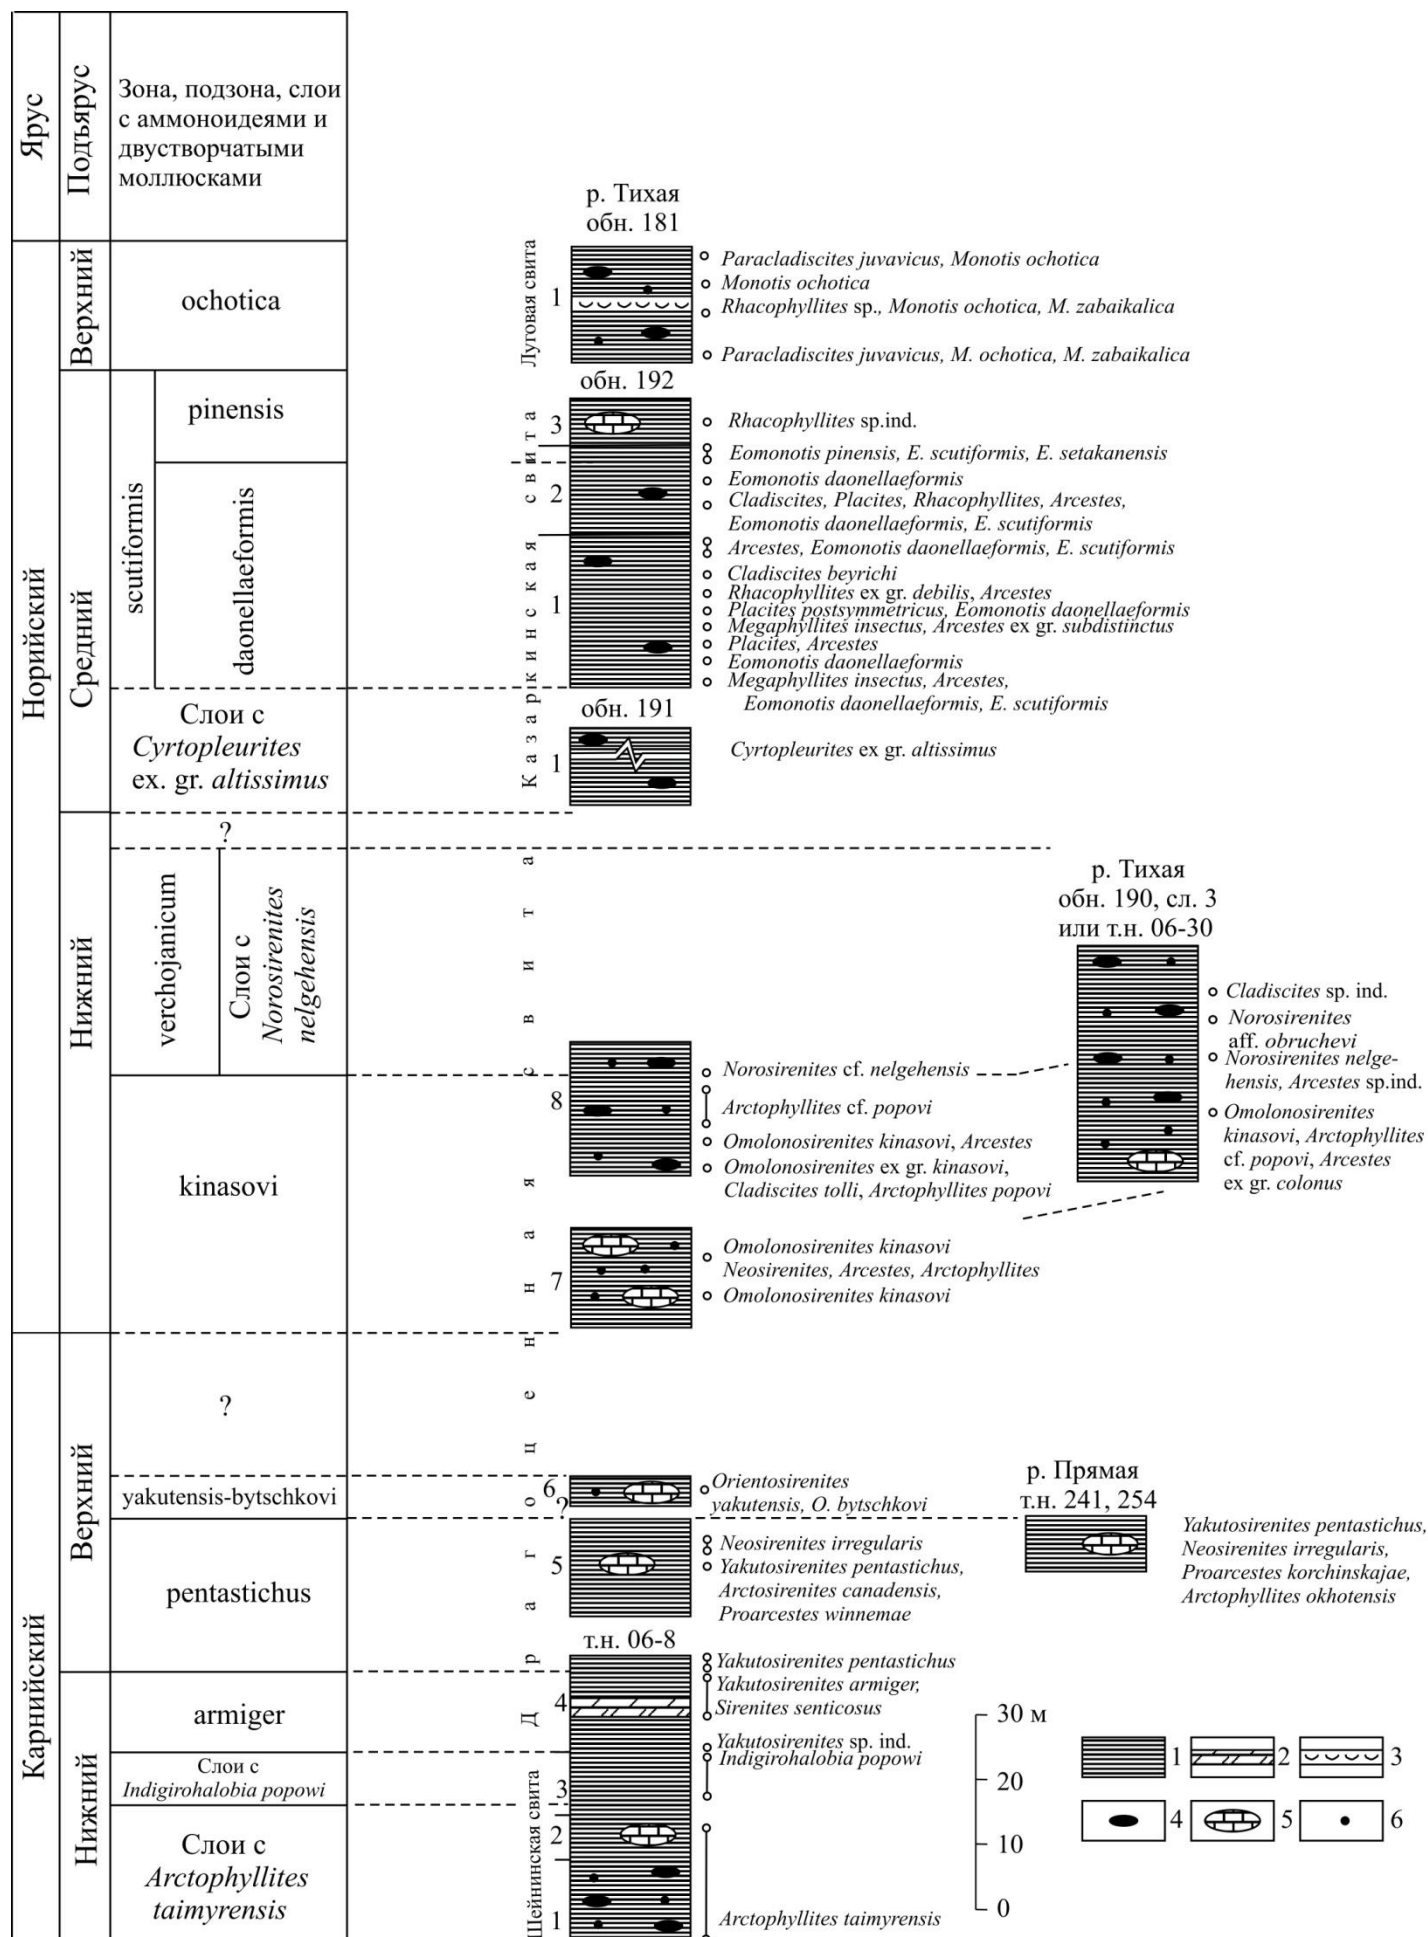 Ярус
Подъярус
Зона, подзона, слои
с аммоноидеями и
двустворчатыми
моллюсками
Норийский
Карнийский
Верхний
Средний
Нижний
Верхний
Нижний
ochotica
scutiformis
pinensis
daonellaeformis
Слои с
Cyrtopleurites
ex. gr. altissimus
?
verchojanicum
Слои с
Norosirenites
nelgehensis
kinasovi
?
yakutensis-bytschkovi
pentastichus
armiger
Слои с
Indigirohalobia popowi
Слои с
Arctophyllites
taimyrensis
Луговая свита
Казаркинская свита
Драгоценная свита
Шейнинская свита
р. Тихая
обн. 181
1
Paracladiscites juvavicus, Monotis ochotica
Monotis ochotica
Rhacophyllites sp., Monotis ochotica, M. zabaikalica
Paracladiscites juvavicus, M. ochotica, M. zabaikalica
обн. 192
3
Rhacophyllites sp.ind.
Eomonotis pinensis, E. scutiformis, E. setakanensis
2
Eomonotis daonellaeformis
Cladiscites, Placites, Rhacophyllites, Arcestes,
Eomonotis daonellaeformis, E. scutiformis
Arcestes, Eomonotis daonellaeformis, E. scutiformis
1
Cladiscites beyrichi
Rhacophyllites ex gr. debilis, Arcestes
Placites postsymmetricus, Eomonotis daonellaeformis
Megaphyllites insectus, Arcestes ex gr. subdistinctus
Placites, Arcestes
Eomonotis daonellaeformis
Megaphyllites insectus, Arcestes,
Eomonotis daonellaeformis, E. scutiformis
обн. 191
1
Cyrtopleurites ex gr. altissimus
8
Norosirenites cf. nelgehensis
Arctophyllites cf. popovi
Omolonosirenites kinasovi, Arcestes
Omolonosirenites ex gr. kinasovi,
Cladiscites tolli, Arctophyllites popovi
р. Тихая
обн. 190, сл. 3
или т.н. 06-30
Cladiscites sp. ind.
Norosirenites
aff. obruchevi
Norosirenites nelge-
hensis, Arcestes sp.ind.
Omolonosirenites
kinasovi, Arctophyllites
cf. popovi, Arcestes
ex gr. colonus
7
Omolonosirenites kinasovi
Neosirenites, Arcestes, Arctophyllites
Omolonosirenites kinasovi
6
?
Orientosirenites
yakutensis, O. bytschkovi
5
Neosirenites irregularis
Yakutosirenites pentastichus,
Arctosirenites canadensis,
Proarcestes winnemae
р. Прямая
т.н. 241, 254
Yakutosirenites pentastichus,
Neosirenites irregularis,
Proarcestes korchinskajae,
Arctophyllites okhotensis
т.н. 06-8
4
Yakutosirenites pentastichus
Yakutosirenites armiger,
Sirenites senticosus
Yakutosirenites sp. ind.
Indigirohalobia popowi
3
2
1
Arctophyllites taimyrensis
30 м
20
10
0
1
2
3
4
5
6